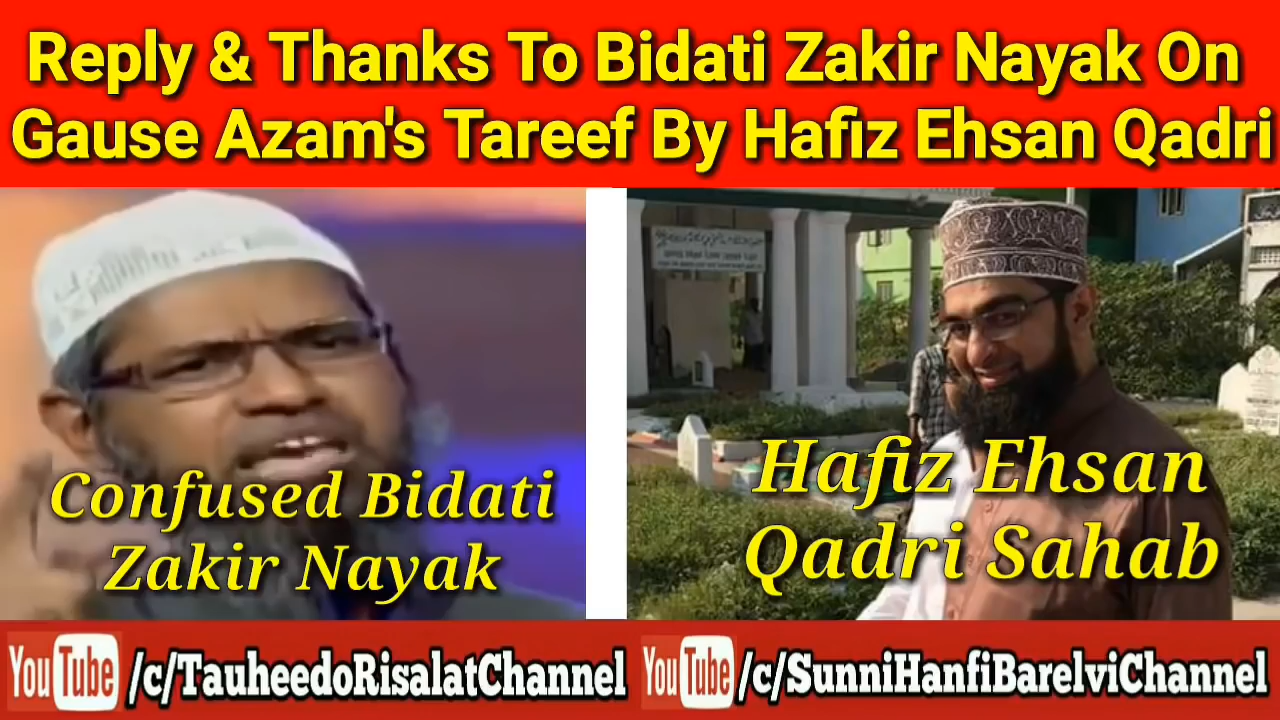 Reply & Thanks To Bidati Zakir Nayak On
Gause Azam's Tareef By Hafiz Ehsan Qadri
Confused Bidati
Zakir Nayak
Hafiz Ehsan
Qadri Sahab
YouTube /c/TauheedoRisalatChannel
YouTube /c/SunniHanfiBarelviChannel